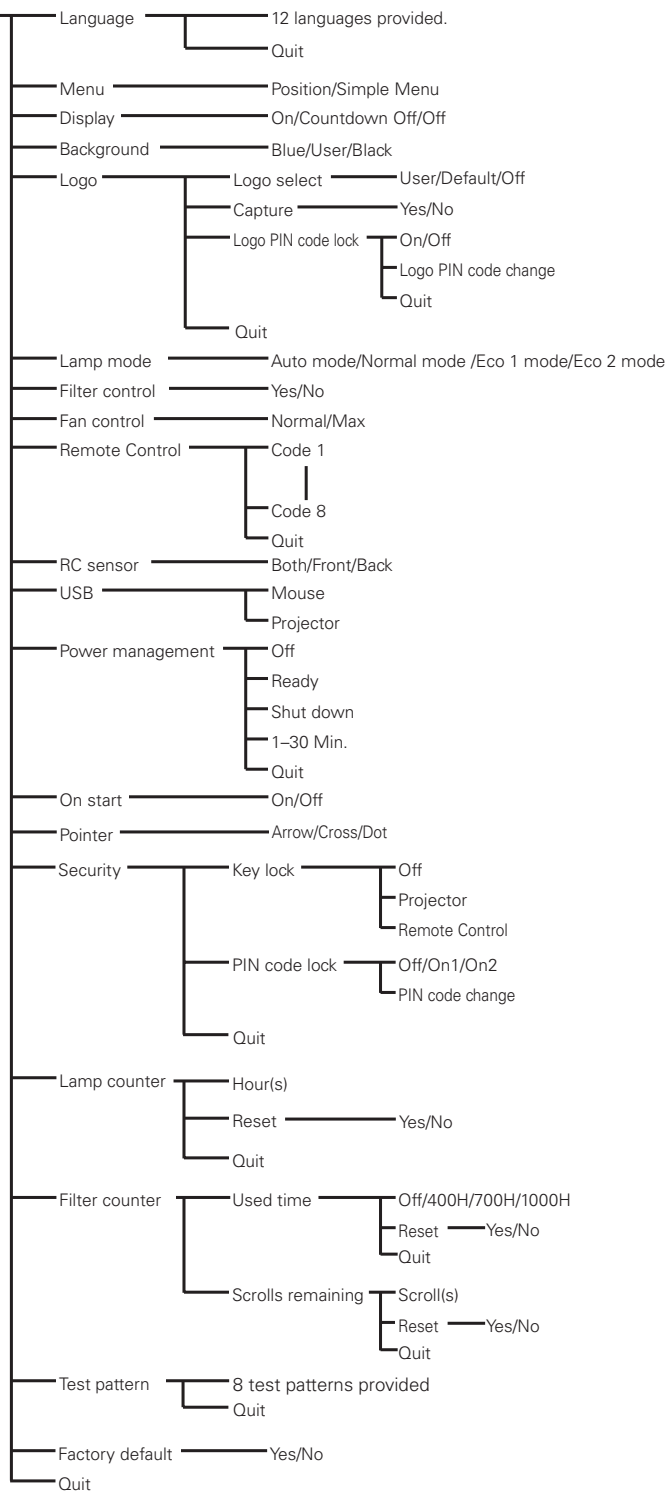 Language 12 languages provided.
Quit
Menu Position/Simple Menu
Display On/Countdown Off/Off
Background Blue/User/Black
Logo Logo select User/Default/Off
Capture Yes/No
Logo PIN code lock On/Off
Logo PIN code change
Quit
Quit
Lamp mode Auto mode/Normal mode /Eco 1 mode/Eco 2 mode
Filter control Yes/No
Fan control Normal/Max
Remote Control Code 1
Code 8
Quit
RC sensor Both/Front/Back
USB Mouse
Projector
Power management Off
Ready
Shut down
1–30 Min.
Quit
On start On/Off
Pointer Arrow/Cross/Dot
Security Key lock Off
Projector
Remote Control
PIN code lock Off/On1/On2
PIN code change
Quit
Lamp counter Hour(s)
Reset Yes/No
Quit
Filter counter Used time Off/400H/700H/1000H
Reset Yes/No
Quit
Scrolls remaining Scroll(s)
Reset Yes/No
Quit
Test pattern 8 test patterns provided
Quit
Factory default Yes/No
Quit